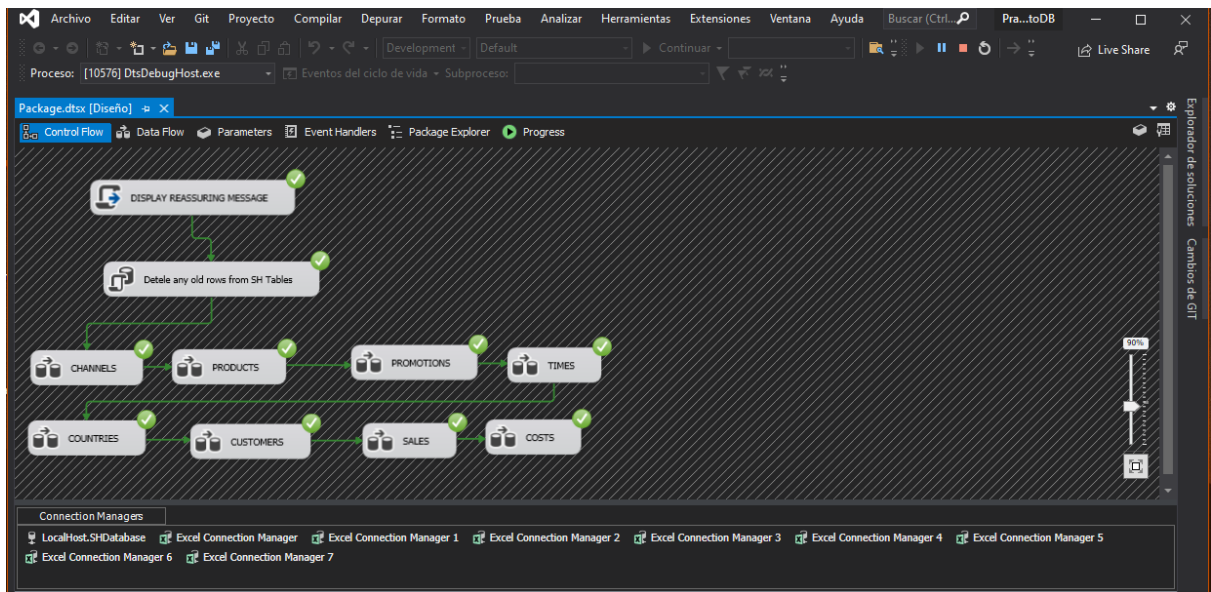 Archivo Editar Ver Git Proyecto Compilar Depurar Formato Prueba Analizar Herramientas Extensiones Ventana Ayuda Buscar (Ctrl... Pra...toDB
Development Default Continuar Live Share
Proceso: [10576] DtsDebugHost.exe Eventos del ciclo de vida Subproceso:
Package.dtsx [Diseño]
Control Flow Data Flow Parameters Event Handlers Package Explorer Progress
DISPLAY REASSURING MESSAGE
Detele any old rows from SH Tables
CHANNELS PRODUCTS PROMOTIONS TIMES
COUNTRIES CUSTOMERS SALES COSTS
90%
Explorador de soluciones
Cambios de GIT
Connection Managers
LocalHost.SHDatabase Excel Connection Manager Excel Connection Manager 1 Excel Connection Manager 2 Excel Connection Manager 3 Excel Connection Manager 4 Excel Connection Manager 5
Excel Connection Manager 6 Excel Connection Manager 7